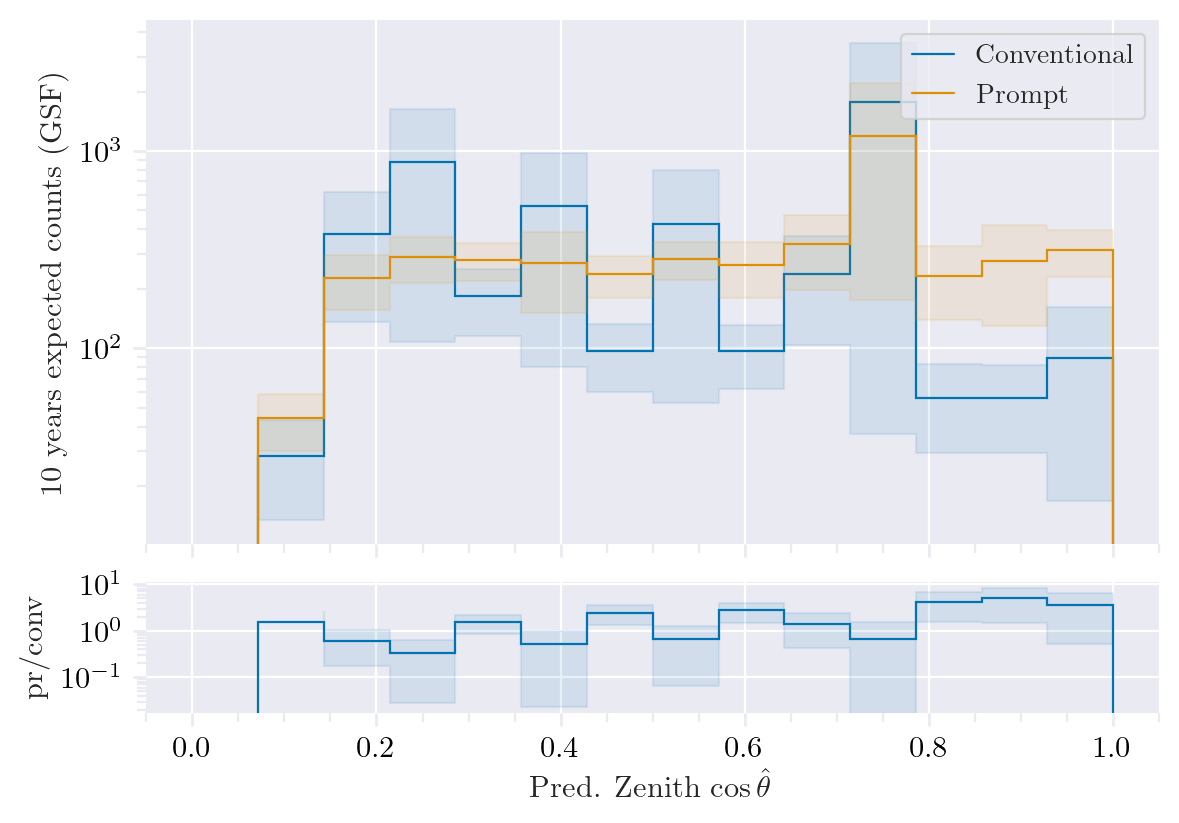 10 years expected counts (GSF)
10³
10²
Conventional
Prompt
pr/conv
10¹
10⁰
10⁻¹
0.0 0.2 0.4 0.6 0.8 1.0
Pred. Zenith cos θ̂